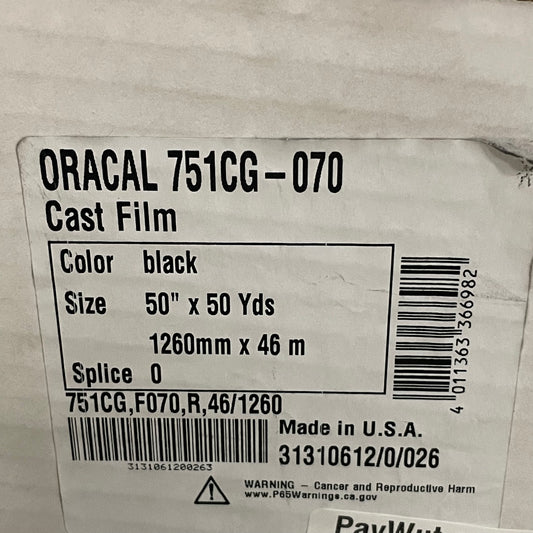 ORACAL 751CG-070
Cast Film
Color black
Size 50" x 50 Yds
1260mm x 46 m
Splice 0
4 011363 366982
751CG,F070,R,46/1260
Made in U.S.A.
3131061200263
31310612/0/026
WARNING - Cancer and Reproductive Harm
www.P65Warnings.ca.gov